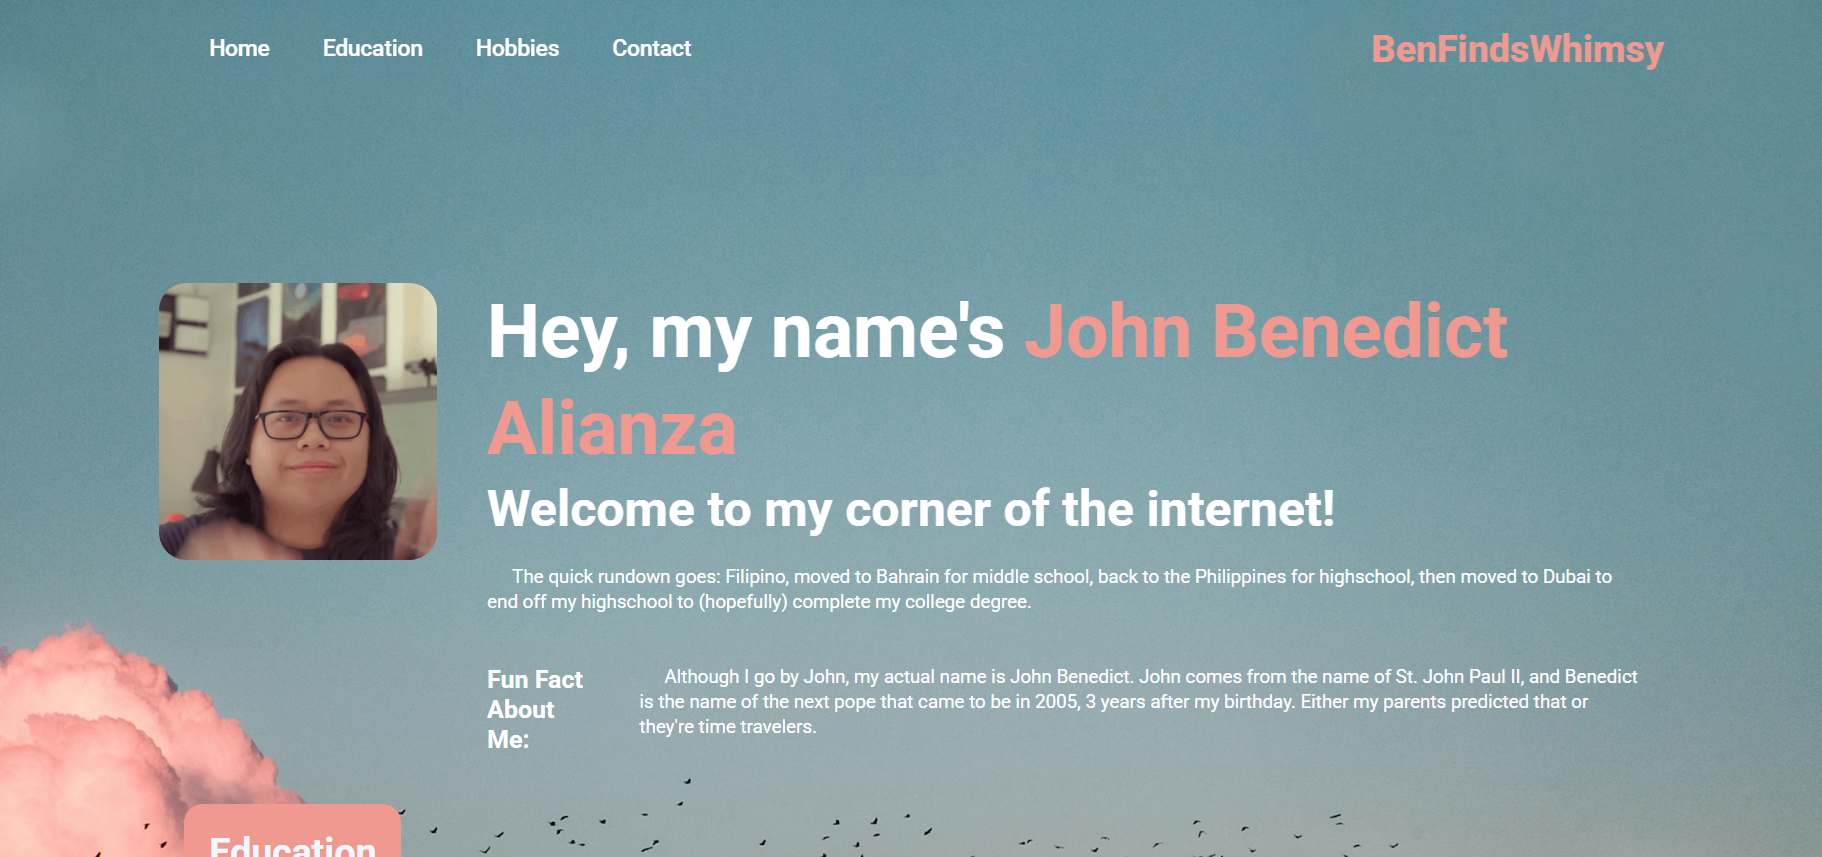 Home Education Hobbies Contact BenFindsWhimsy
Hey, my name's John Benedict
Alianza
Welcome to my corner of the internet!
The quick rundown goes: Filipino, moved to Bahrain for middle school, back to the Philippines for highschool, then moved to Dubai to
end off my highschool to (hopefully) complete my college degree.
Fun Fact
About
Me:
Although I go by John, my actual name is John Benedict. John comes from the name of St. John Paul II, and Benedict
is the name of the next pope that came to be in 2005, 3 years after my birthday. Either my parents predicted that or
they're time travelers.
Education